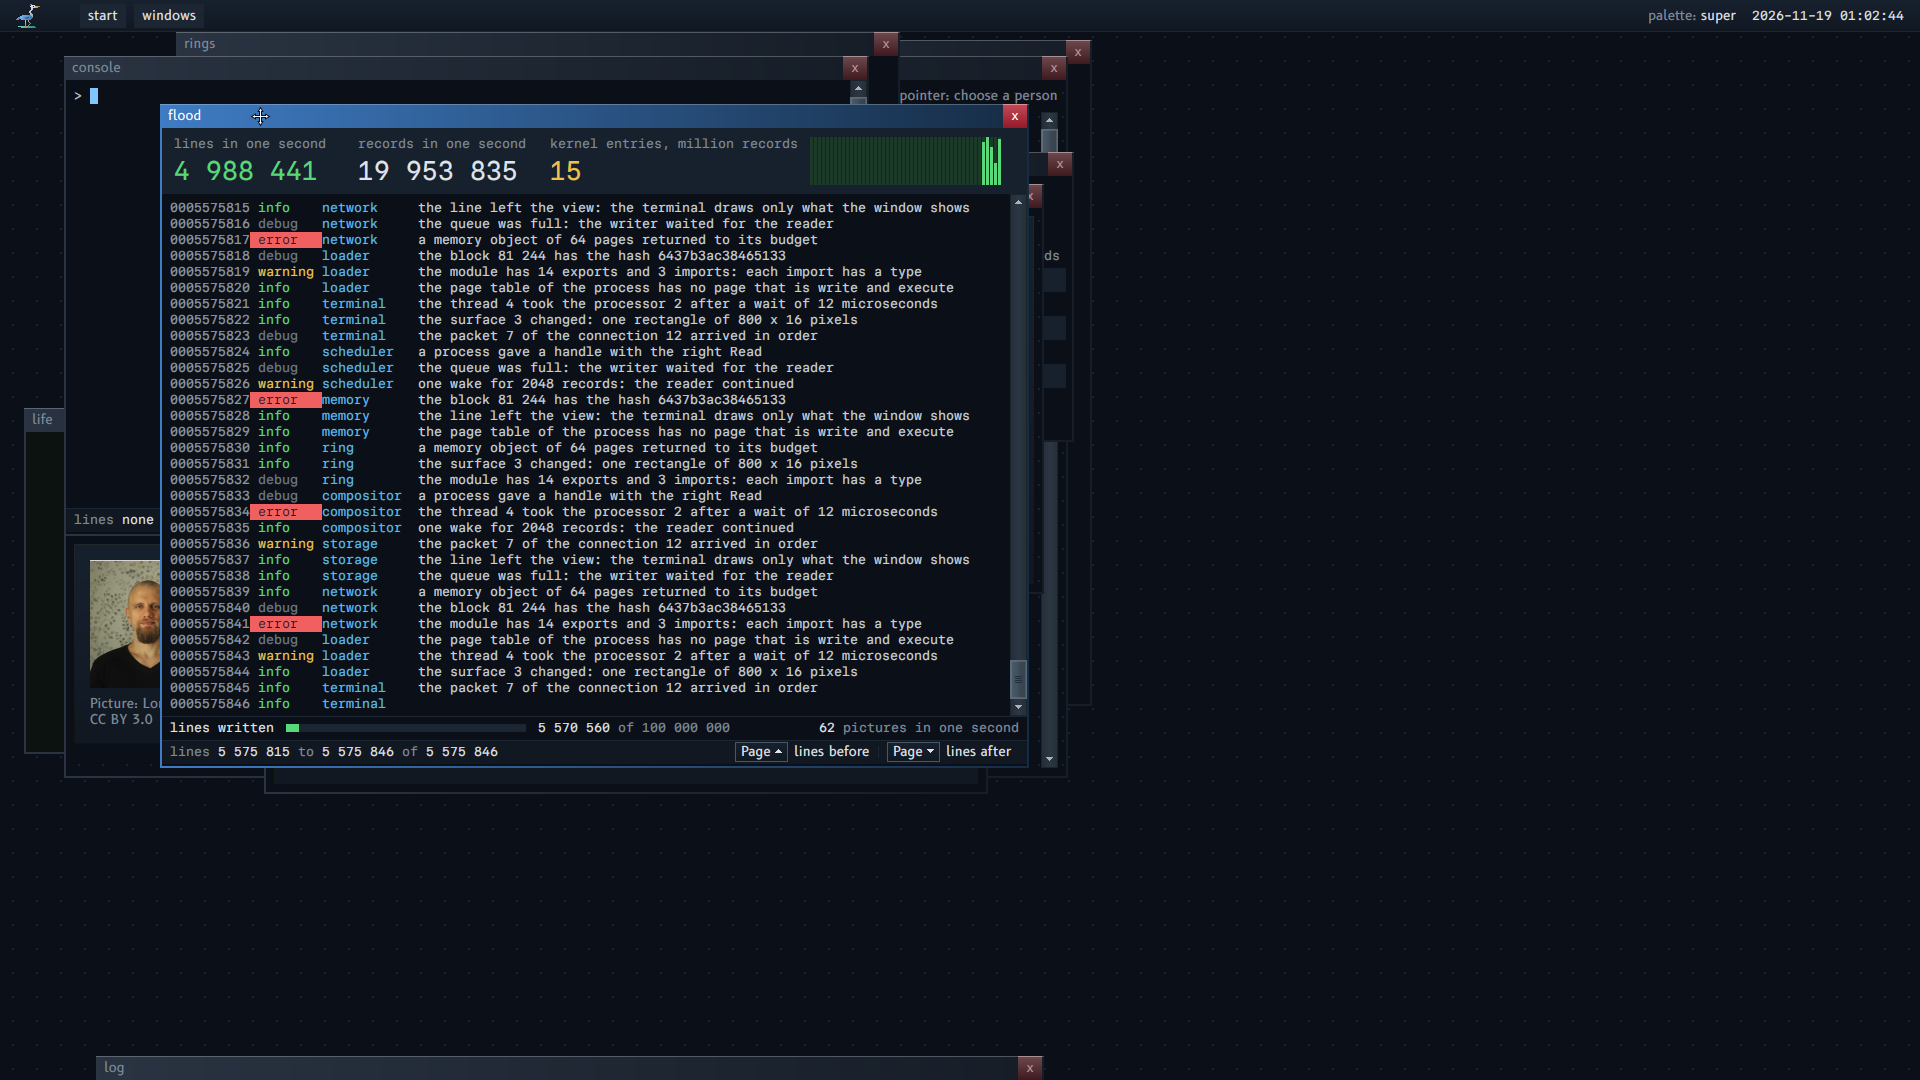 start windows palette: super 2026-11-19 01:02:44
rings x x
console x x
> pointer: choose a person
flood x
lines in one second records in one second kernel entries, million records
4 988 441 19 953 835 15
x
x
0005575815 info network the line left the view: the terminal draws only what the window shows
0005575816 debug network the queue was full: the writer waited for the reader
0005575817 error network a memory object of 64 pages returned to its budget
0005575818 debug loader the block 81 244 has the hash 6437b3ac38465133
ds
0005575819 warning loader the module has 14 exports and 3 imports: each import has a type
0005575820 info loader the page table of the process has no page that is write and execute
0005575821 info terminal the thread 4 took the processor 2 after a wait of 12 microseconds
0005575822 info terminal the surface 3 changed: one rectangle of 800 x 16 pixels
0005575823 debug terminal the packet 7 of the connection 12 arrived in order
0005575824 info scheduler a process gave a handle with the right Read
0005575825 debug scheduler the queue was full: the writer waited for the reader
0005575826 warning scheduler one wake for 2048 records: the reader continued
0005575827 error memory the block 81 244 has the hash 6437b3ac38465133
0005575828 info memory the line left the view: the terminal draws only what the window shows
life
0005575829 info memory the page table of the process has no page that is write and execute
0005575830 info ring a memory object of 64 pages returned to its budget
0005575831 info ring the surface 3 changed: one rectangle of 800 x 16 pixels
0005575832 debug ring the module has 14 exports and 3 imports: each import has a type
0005575833 debug compositor a process gave a handle with the right Read
0005575834 error compositor the thread 4 took the processor 2 after a wait of 12 microseconds
lines none
0005575835 info compositor one wake for 2048 records: the reader continued
0005575836 warning storage the packet 7 of the connection 12 arrived in order
0005575837 info storage the line left the view: the terminal draws only what the window shows
0005575838 info storage the queue was full: the writer waited for the reader
0005575839 info network a memory object of 64 pages returned to its budget
0005575840 debug network the block 81 244 has the hash 6437b3ac38465133
0005575841 error network the module has 14 exports and 3 imports: each import has a type
0005575842 debug loader the page table of the process has no page that is write and execute
0005575843 warning loader the thread 4 took the processor 2 after a wait of 12 microseconds
0005575844 info loader the surface 3 changed: one rectangle of 800 x 16 pixels
0005575845 info terminal the packet 7 of the connection 12 arrived in order
0005575846 info terminal
Picture: Lo
CC BY 3.0
lines written 5 570 560 of 100 000 000 62 pictures in one second
lines 5 575 815 to 5 575 846 of 5 575 846 Page lines before Page lines after
log x